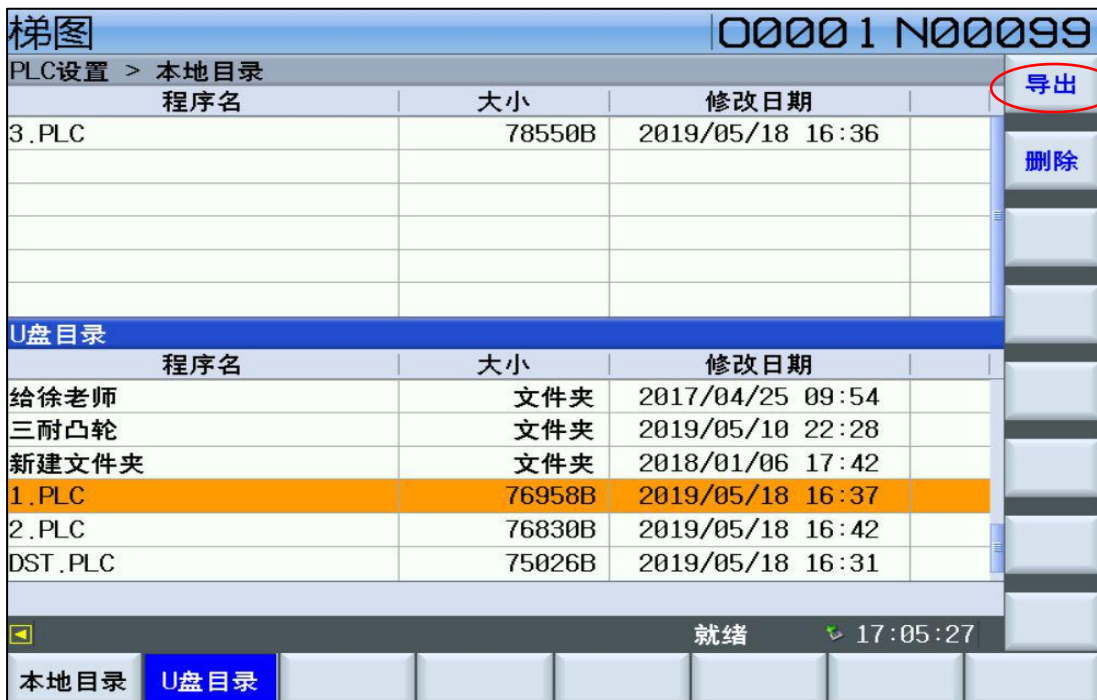 梯图 O0001 N00099
PLC设置 > 本地目录
导出
程序名 大小 修改日期
3.PLC 78550B 2019/05/18 16:36
删除
U盘目录
程序名 大小 修改日期
给徐老师 文件夹 2017/04/25 09:54
三耐凸轮 文件夹 2019/05/10 22:28
新建文件夹 文件夹 2018/01/06 17:42
1.PLC 76958B 2019/05/18 16:37
2.PLC 76830B 2019/05/18 16:42
DST.PLC 75026B 2019/05/18 16:31
就绪 17:05:27
本地目录 U盘目录